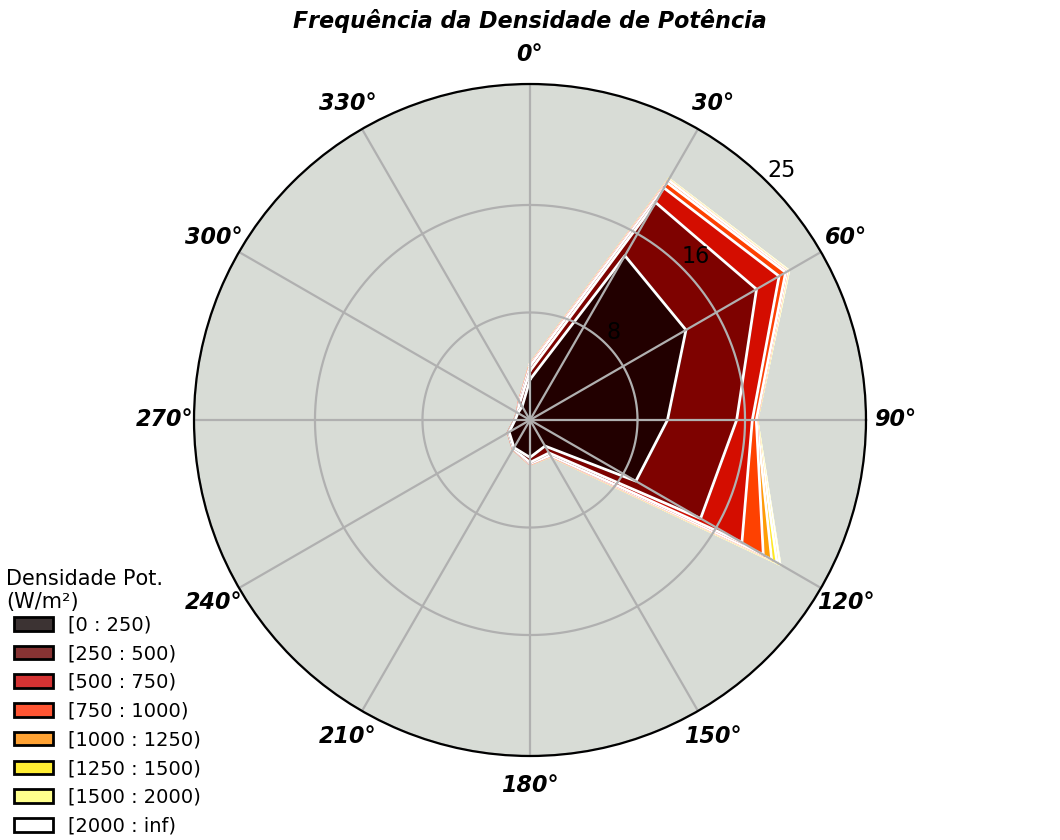 Frequência da Densidade de Potência
0°
330°
30°
25
300°
60°
16
8
270°
90°
240°
120°
210°
150°
180°
Densidade Pot.
(W/m²)
[0 : 250)
[250 : 500)
[500 : 750)
[750 : 1000)
[1000 : 1250)
[1250 : 1500)
[1500 : 2000)
[2000 : inf)